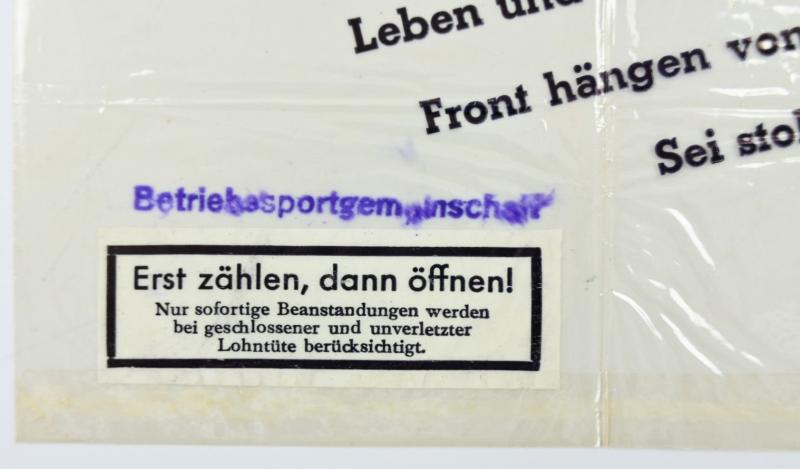 Leben und
Front hängen von
Sei
Betriebssportgemeinschaft
Erst zählen, dann öffnen!
Nur sofortige Beanstandungen werden
bei geschlossener und unverletzter
Lohntüte berücksichtigt.